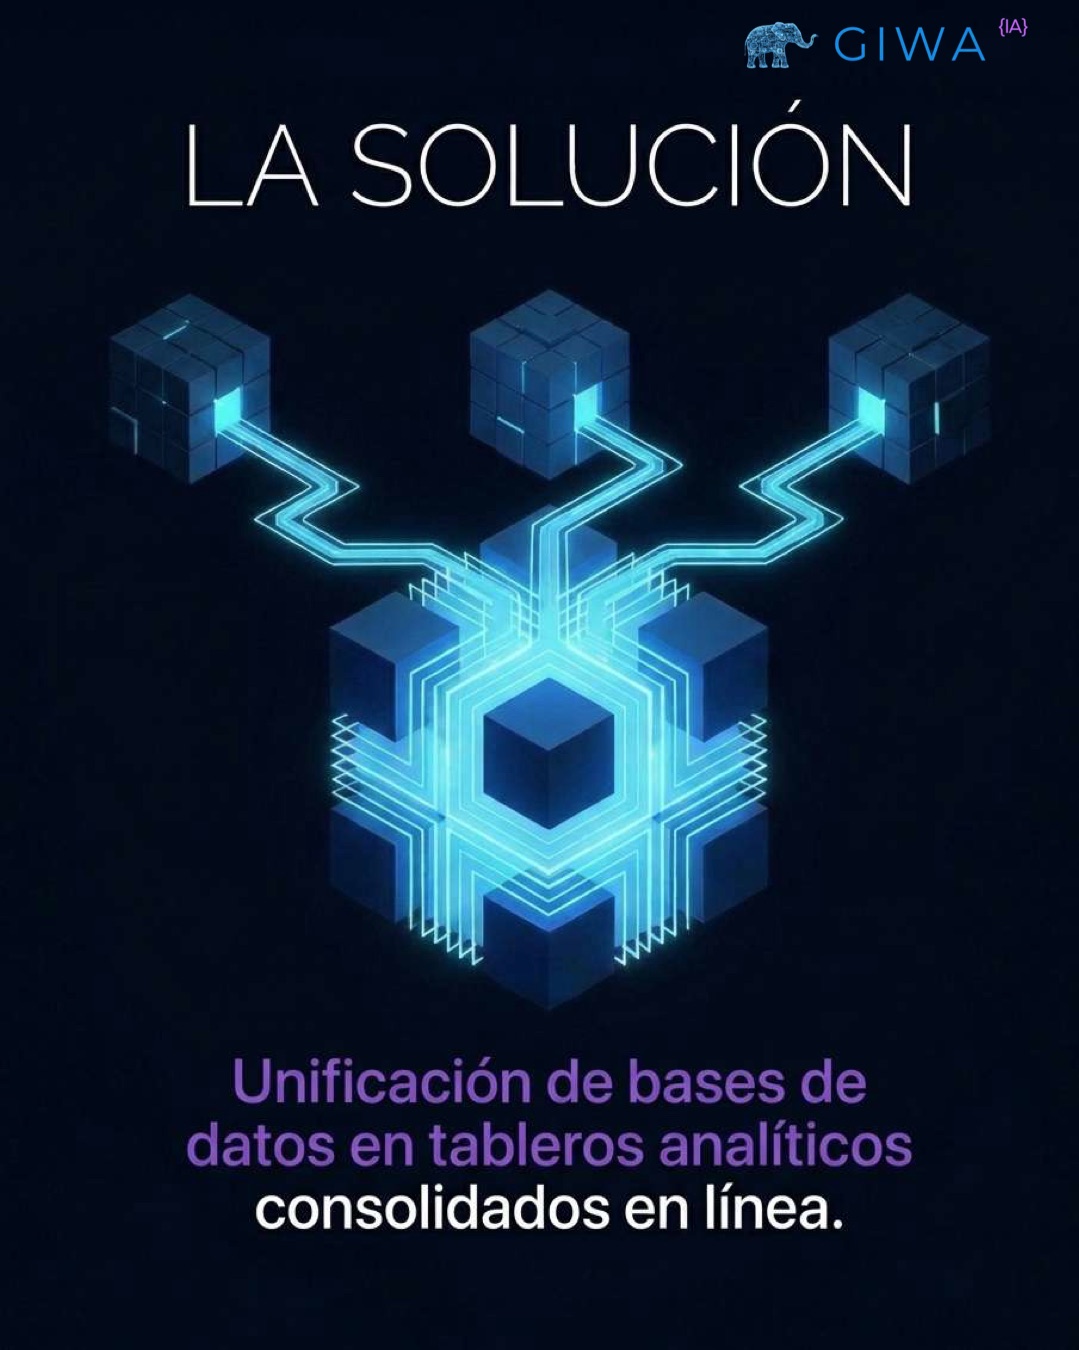 GIWA {IA}
LA SOLUCIÓN
Unificación de bases de
datos en tableros analíticos
consolidados en línea.